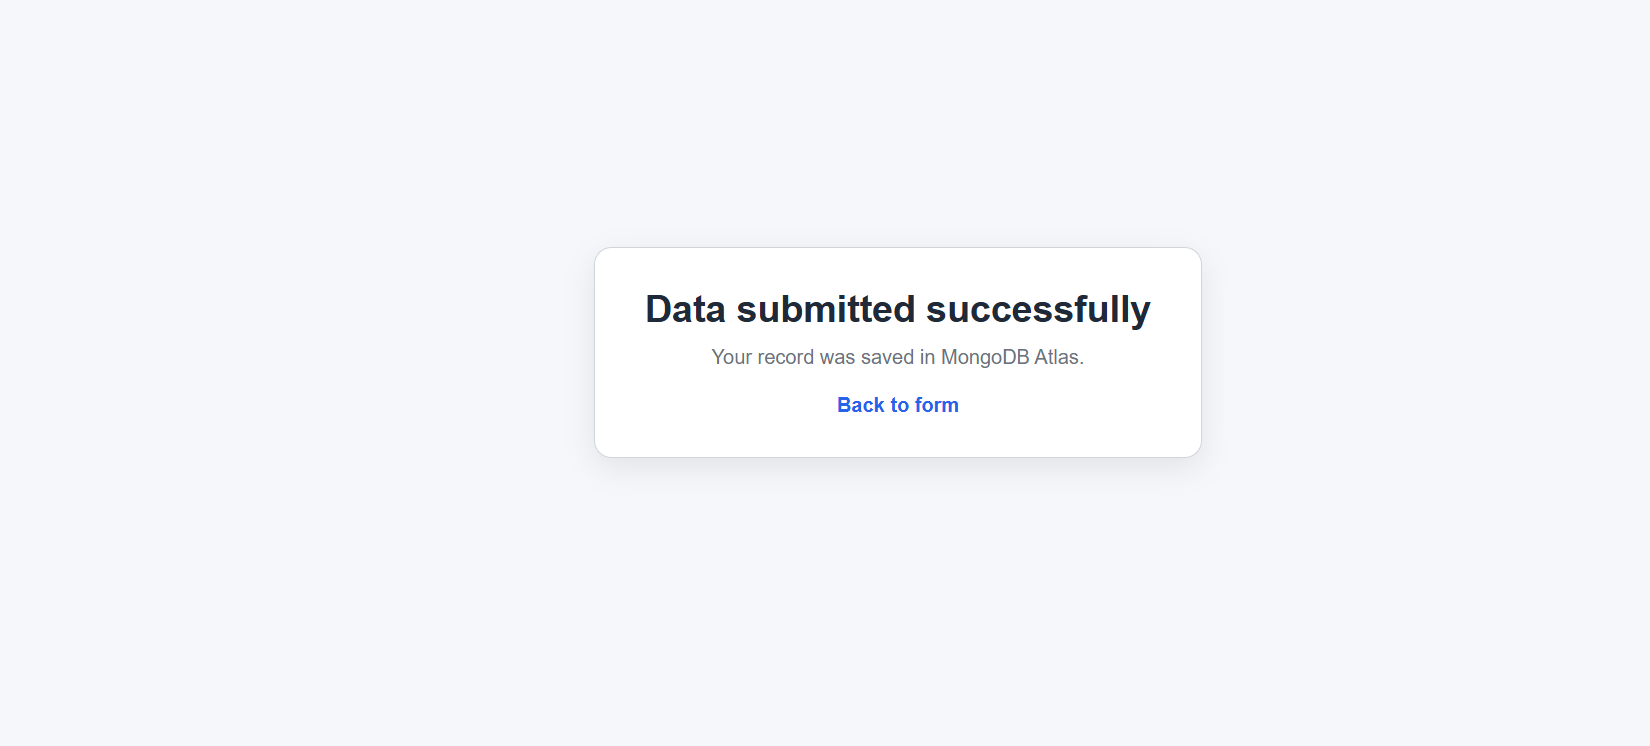 Data submitted successfully
Your record was saved in MongoDB Atlas.
Back to form